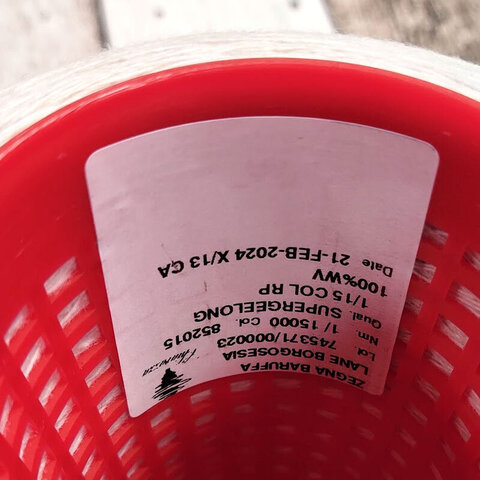 ZEGNA BARUFFA
LANE BORGOSESIA
Lot. 745371/000023
Nm. 1/ 15000 Col. 852015
Qual. SUPERGEELONG
1/15 COL RP
100%WV
Date 21-FEB-2024 X/13 CA